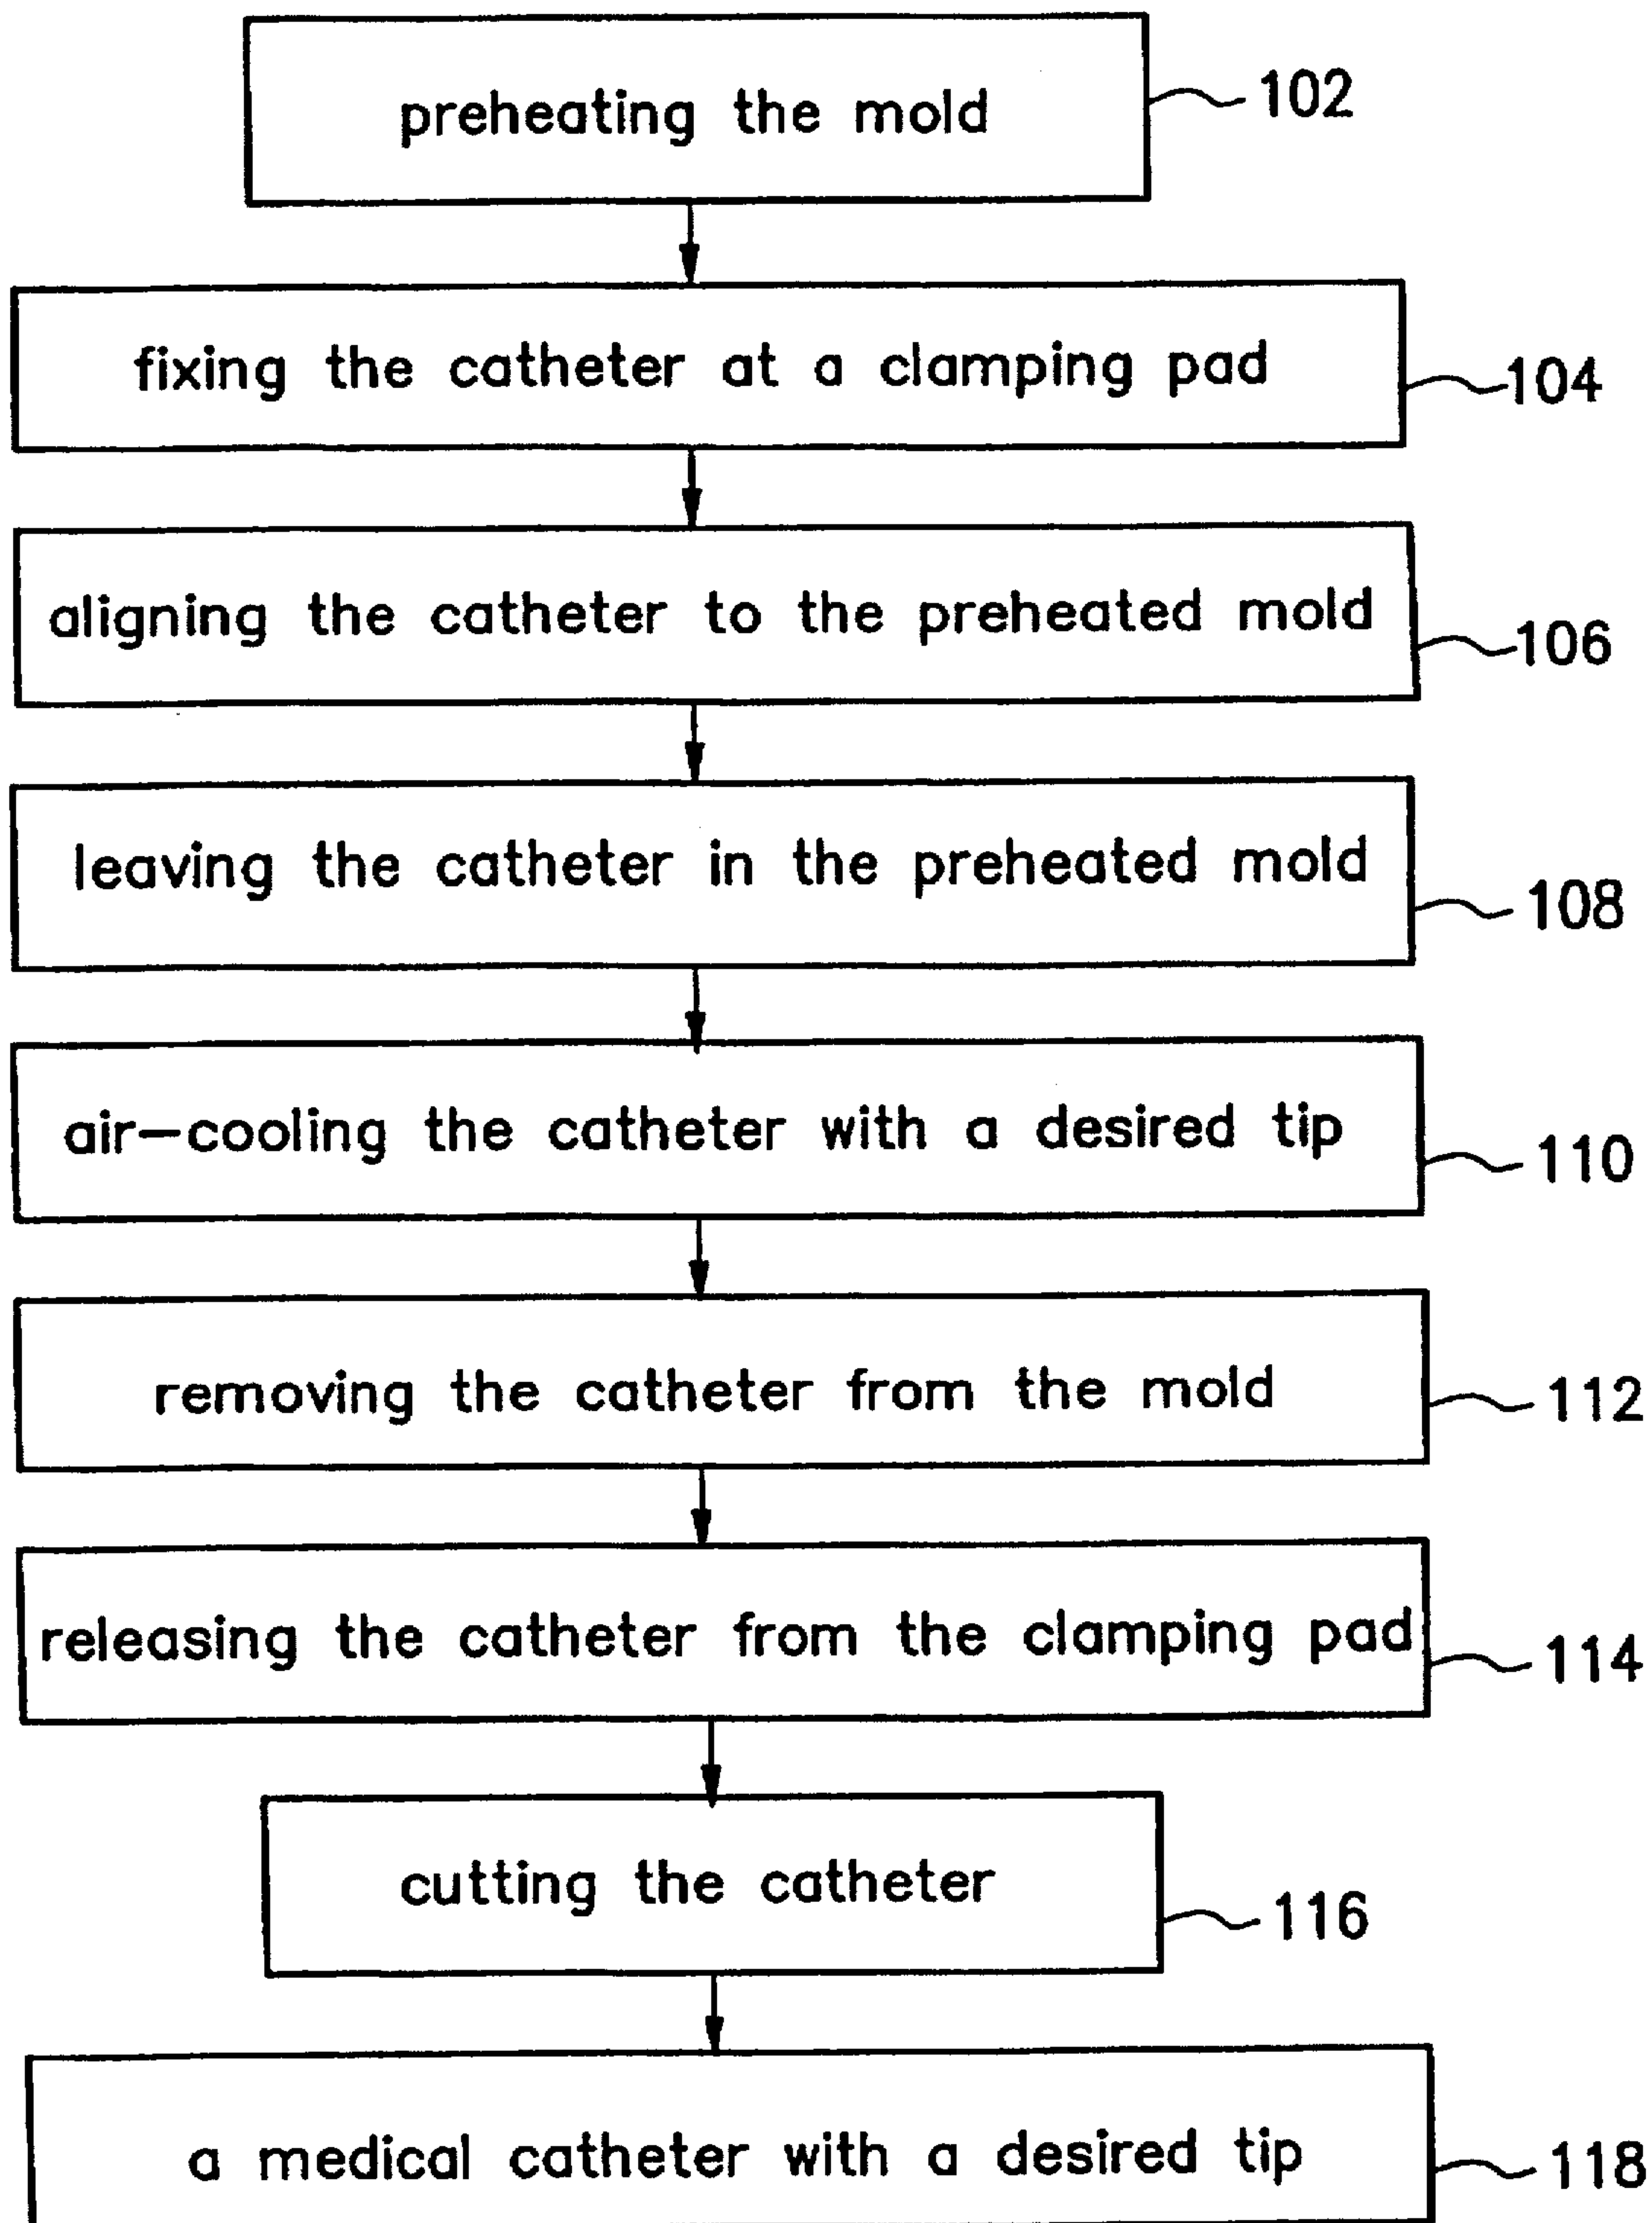 preheating the mold 102
fixing the catheter at a clamping pad 104
aligning the catheter to the preheated mold 106
leaving the catheter in the preheated mold 108
air-cooling the catheter with a desired tip 110
removing the catheter from the mold 112
releasing the catheter from the clamping pad 114
cutting the catheter 116
a medical catheter with a desired tip 118